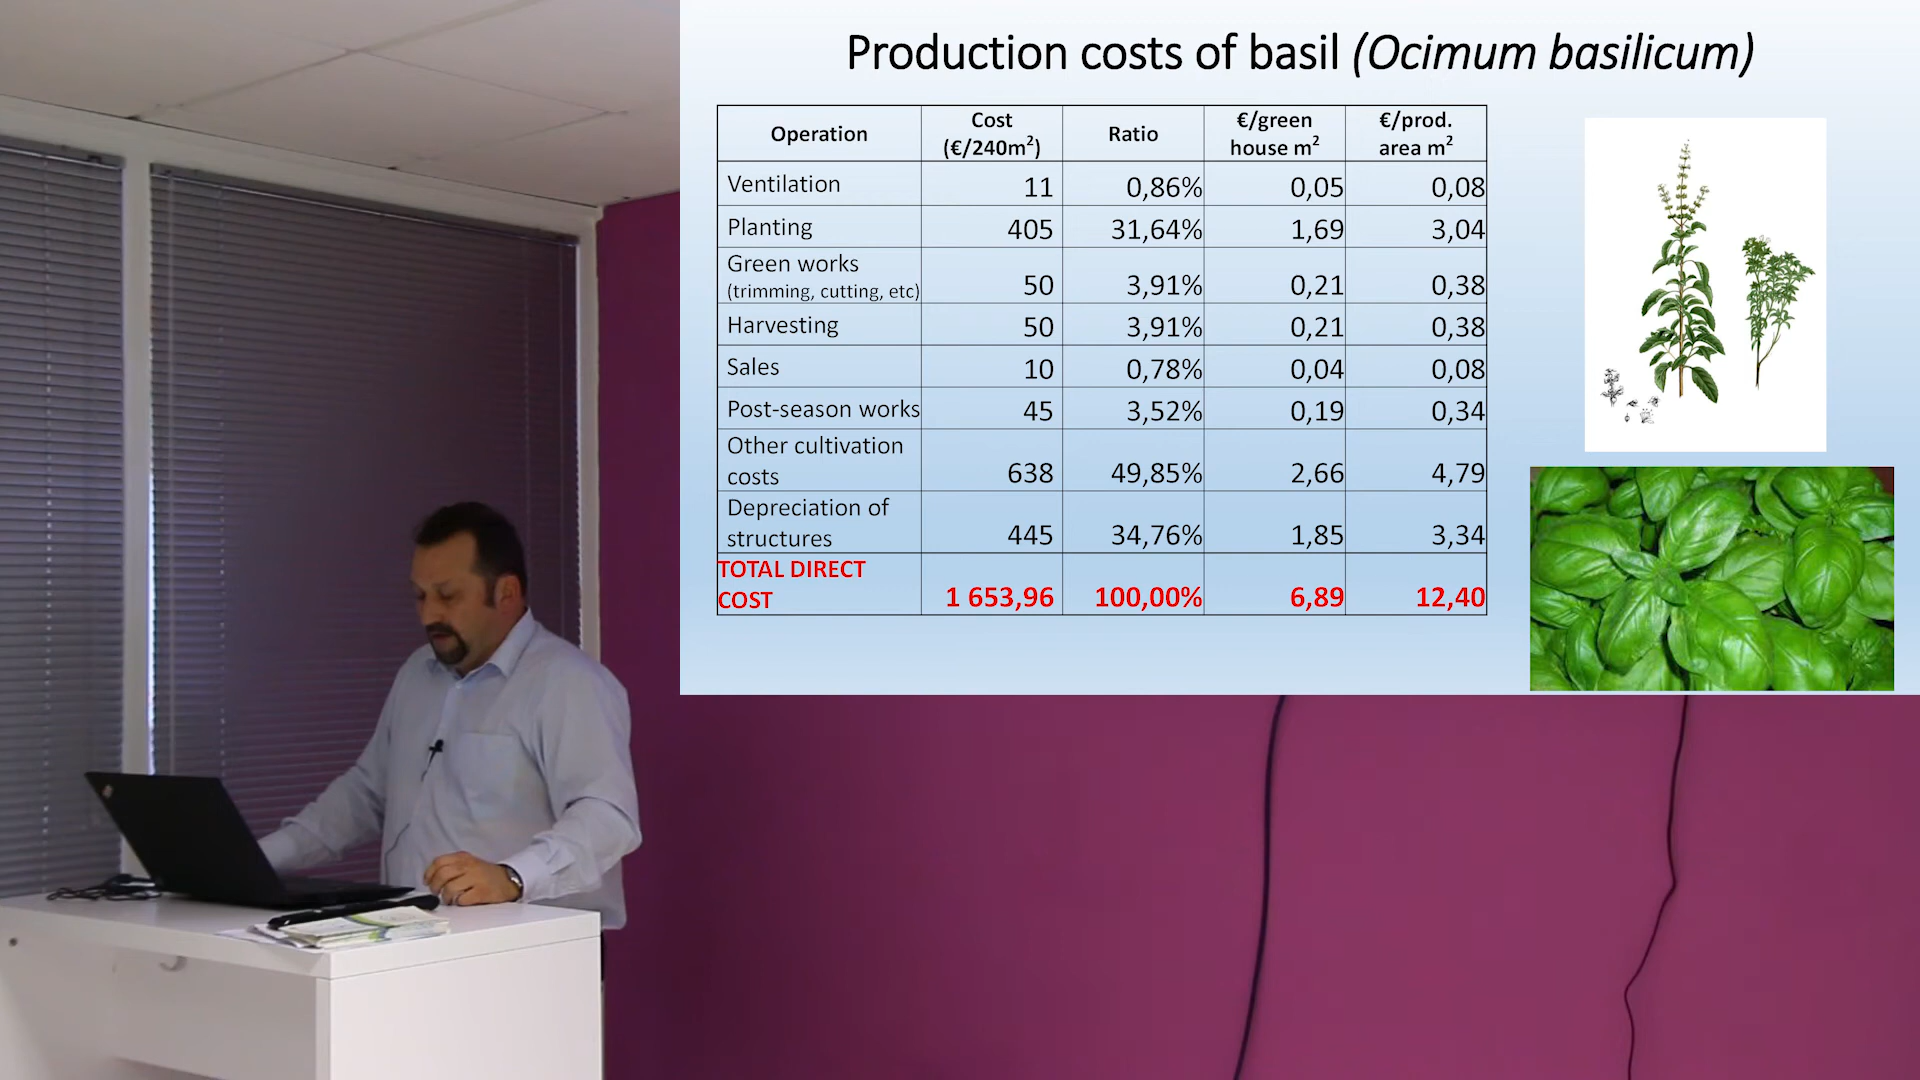 Production costs of basil (Ocimum basilicum)
Operation Cost (€/240m²) Ratio €/green house m² €/prod. area m²
Ventilation 11 0,86% 0,05 0,08
Planting 405 31,64% 1,69 3,04
Green works
(trimming, cutting, etc) 50 3,91% 0,21 0,38
Harvesting 50 3,91% 0,21 0,38
Sales 10 0,78% 0,04 0,08
Post-season works 45 3,52% 0,19 0,34
Other cultivation
costs 638 49,85% 2,66 4,79
Depreciation of
structures 445 34,76% 1,85 3,34
TOTAL DIRECT
COST 1 653,96 100,00% 6,89 12,40